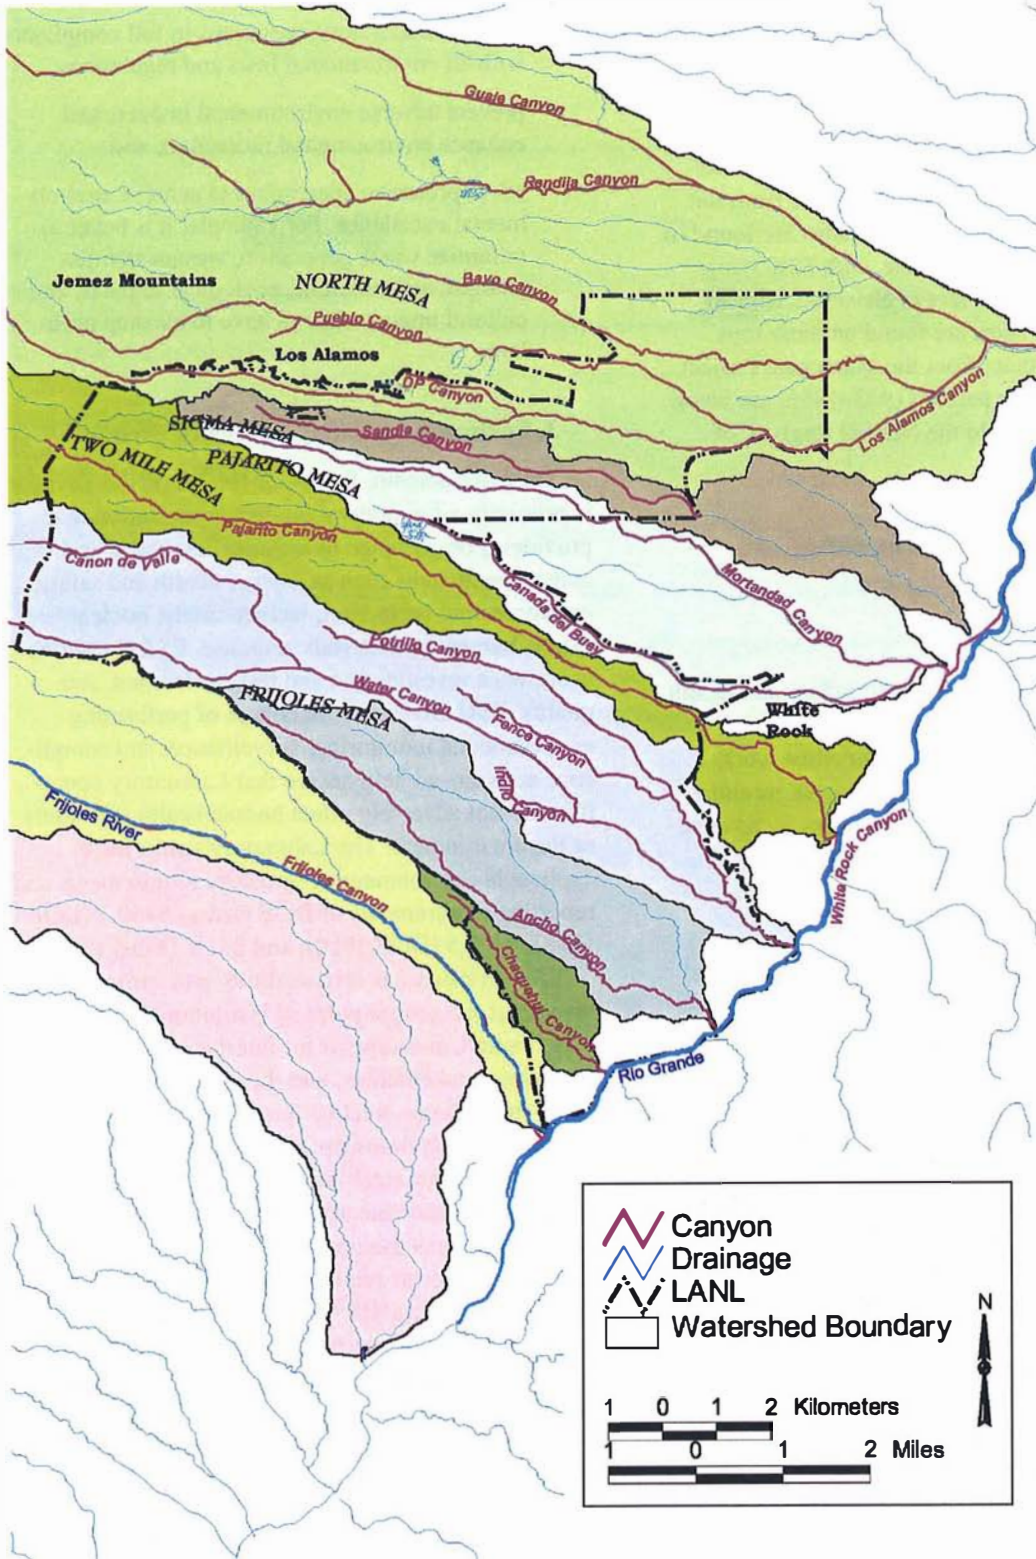 Guaje Canyon
Rendija Canyon
Jemez Mountains
NORTH MESA
Bayo Canyon
Pueblo Canyon
Los Alamos
DP Canyon
Los Alamos Canyon
SIGMA MESA
Sandia Canyon
TWO MILE MESA
PAJARITO MESA
Pajarito Canyon
Canon de Valle
Mortandad Canyon
Canada del Buey
Potrillo Canyon
Water Canyon
FRIJOLES MESA
Fence Canyon
White
Rock
Indio Canyon
Frijoles River
Frijoles Canyon
White Rock Canyon
Ancho Canyon
Chaquehui Canyon
Rio Grande
Canyon
Drainage
LANL
Watershed Boundary
N
1 0 1 2 Kilometers
1 0 1 2 Miles